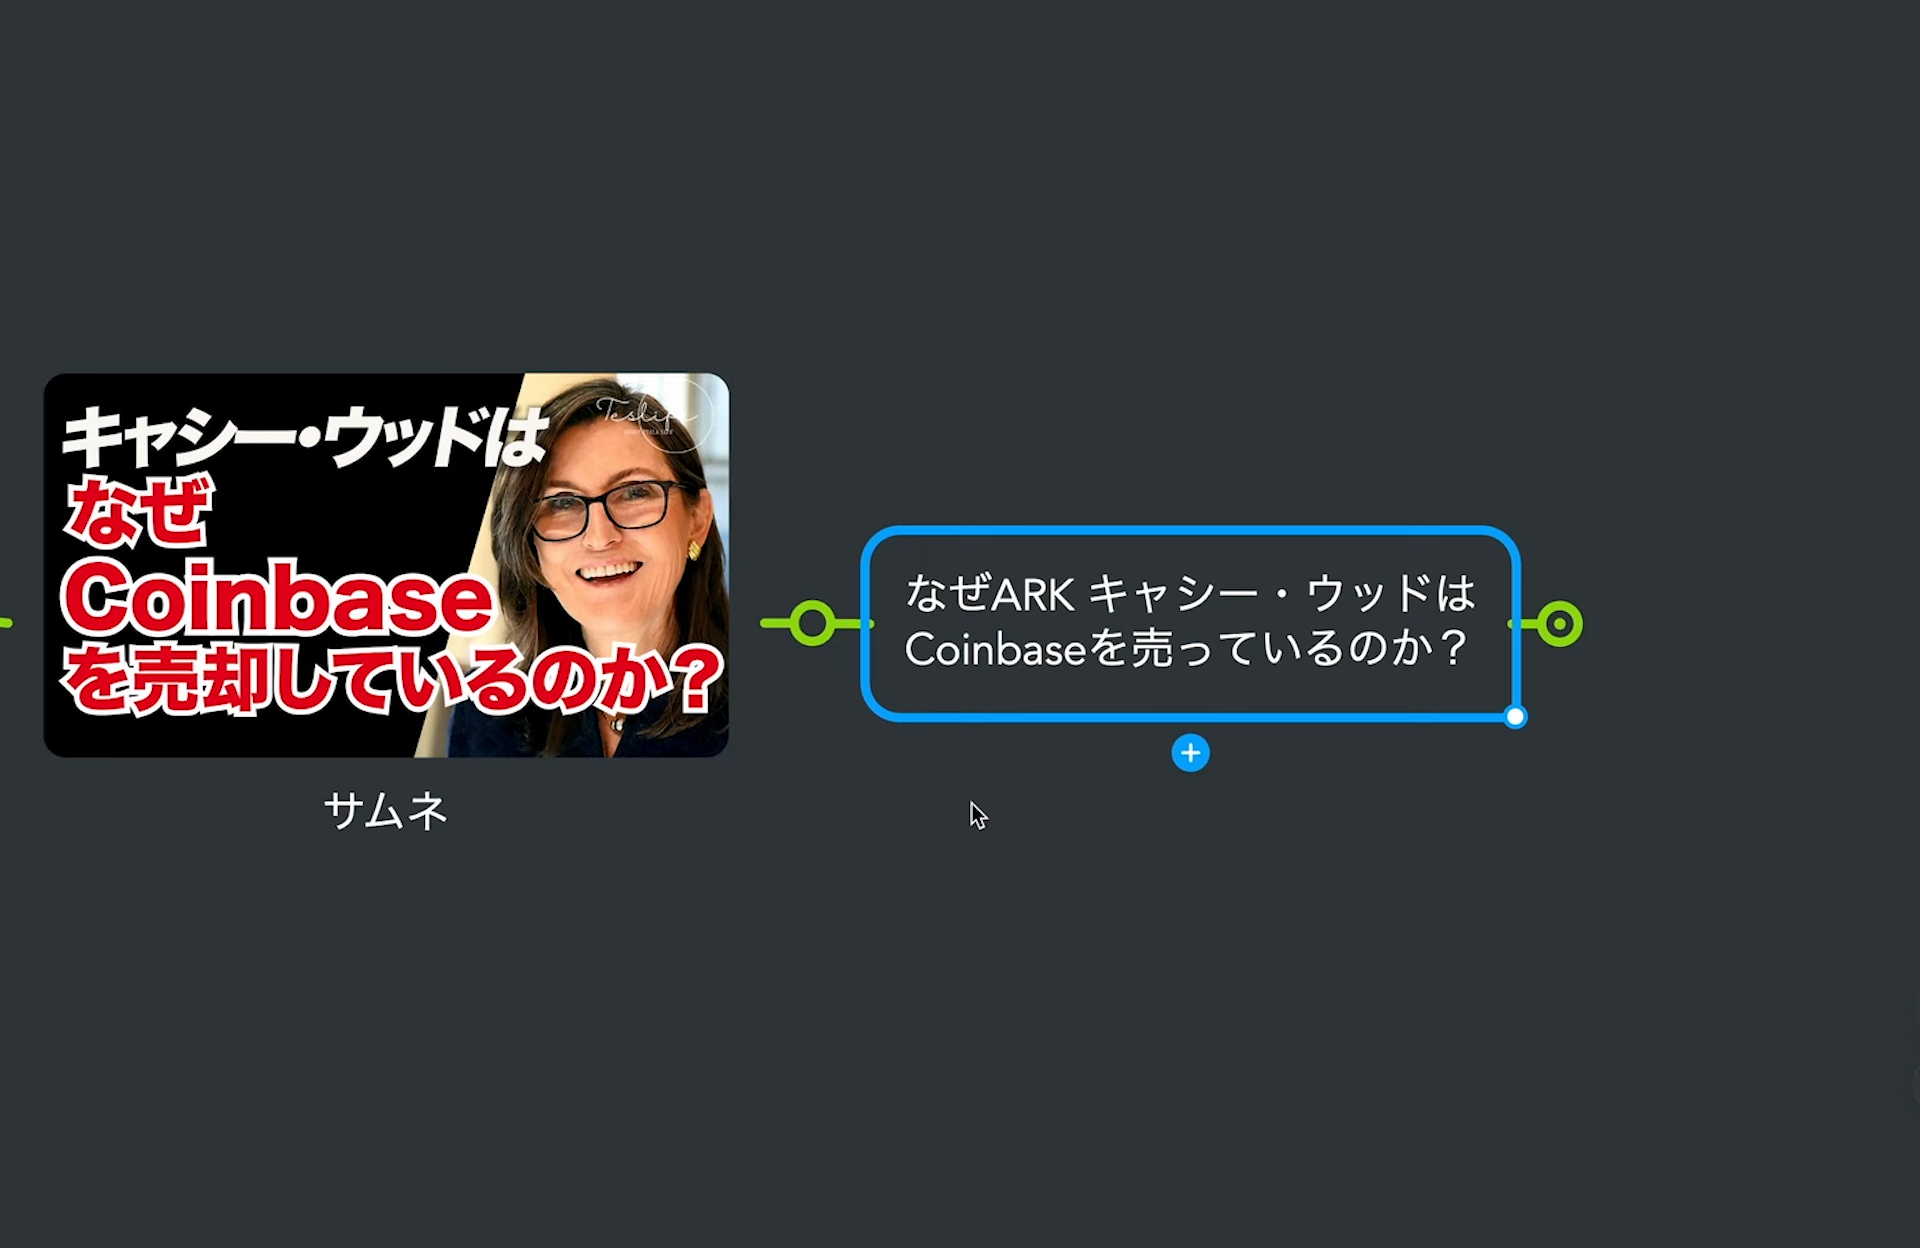 キャシー・ウッドは
なぜ
Coinbase
を売却しているのか?
Teslife
サムネ
なぜARK キャシー・ウッドは
Coinbaseを売っているのか？